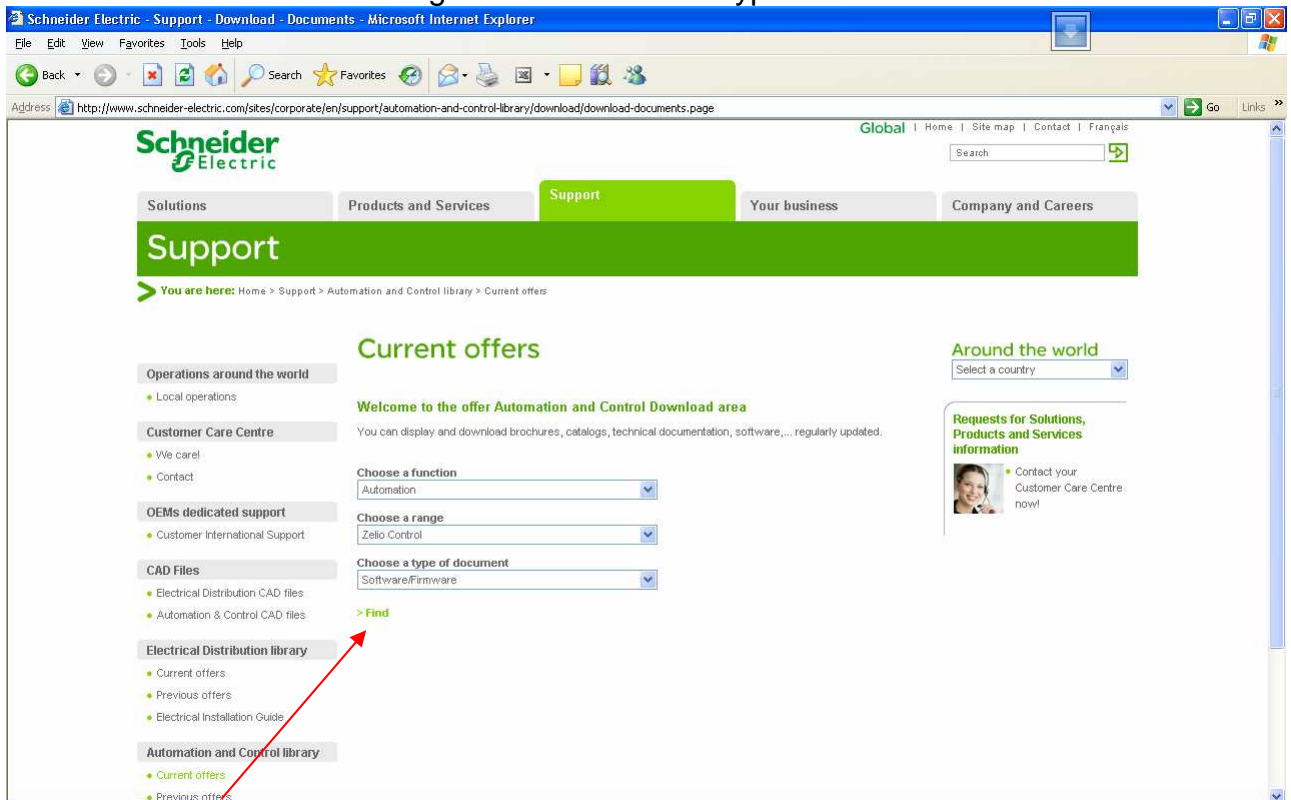 Schneider Electric - Support - Download - Documents - Microsoft Internet Explorer
File Edit View Favorites Tools Help
Back Search Favorites
Address http://www.schneider-electric.com/sites/corporate/en/support/automation-and-control-library/download/download-documents.page Go Links »
Schneider Electric
Global | Home | Site map | Contact | Français
Search
Solutions Products and Services Support Your business Company and Careers
Support
You are here: Home > Support > Automation and Control library > Current offers
Current offers
Around the world
Select a country
Operations around the world
Local operations
Welcome to the offer Automation and Control Download area
You can display and download brochures, catalogs, technical documentation, software,... regularly updated.
Customer Care Centre
We care!
Contact
Requests for Solutions,
Products and Services
information
Contact your
Customer Care Centre
now!
Choose a function
Automation
Choose a range
Zelio Control
Choose a type of document
Software/Firmware
> Find
OEMs dedicated support
Customer International Support
CAD Files
Electrical Distribution CAD files
Automation & Control CAD files
Electrical Distribution library
Current offers
Previous offers
Electrical Installation Guide
Automation and Control library
Current offers
Previous offers